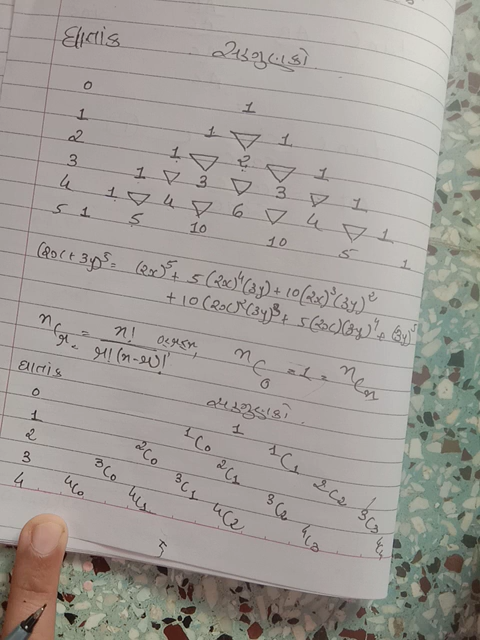 ઘાતાંક સહગુણકો
0 1
1 1 1
2 1 2 1
3 1 3 3 1
4 1 4 6 4 1
5 1 5 10 10 5 1
(2x + 3y)⁵ = (2x)⁵ + 5(2x)⁴(3y) + 10(2x)³(3y)²
+ 10(2x)²(3y)³ + 5(2x)(3y)⁴ + (3y)⁵
ⁿCᵣ = n! / r!(n-r)! , 0≤r≤n ⁿC₀ = 1 = ⁿCₙ
ઘાતાંક સહગુણકો
0 1
1 ¹C₀ ¹C₁
2 ²C₀ ²C₁ ²C₂
3 ³C₀ ³C₁ ³C₂ ³C₃
4 ⁴C₀ ⁴C₁ ⁴C₂ ⁴C₃ ⁴C₄